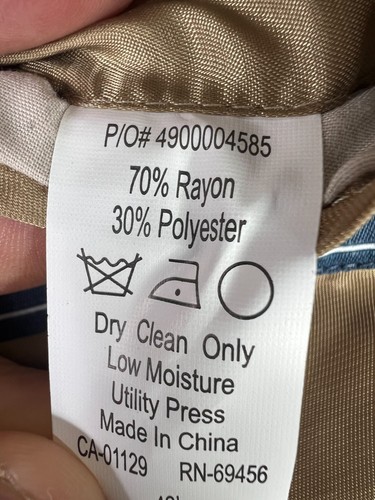 P/O# 4900004585
70% Rayon
30% Polyester
Dry Clean Only
Low Moisture
Utility Press
Made In China
CA-01129 RN-69456